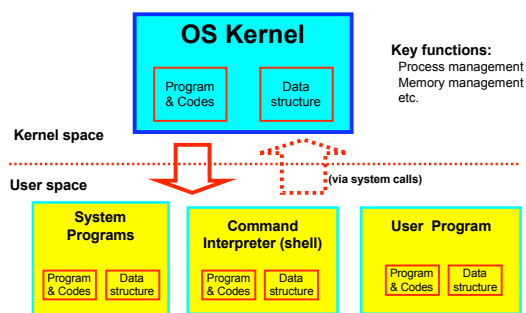 OS Kernel
Program
& Codes
Data
structure
Key functions:
Process management
Memory management
etc.
Kernel space
User space
(via system calls)
System
Programs
Program
& Codes
Data
structure
Command
Interpreter (shell)
Program
& Codes
Data
structure
User Program
Program
& Codes
Data
structure